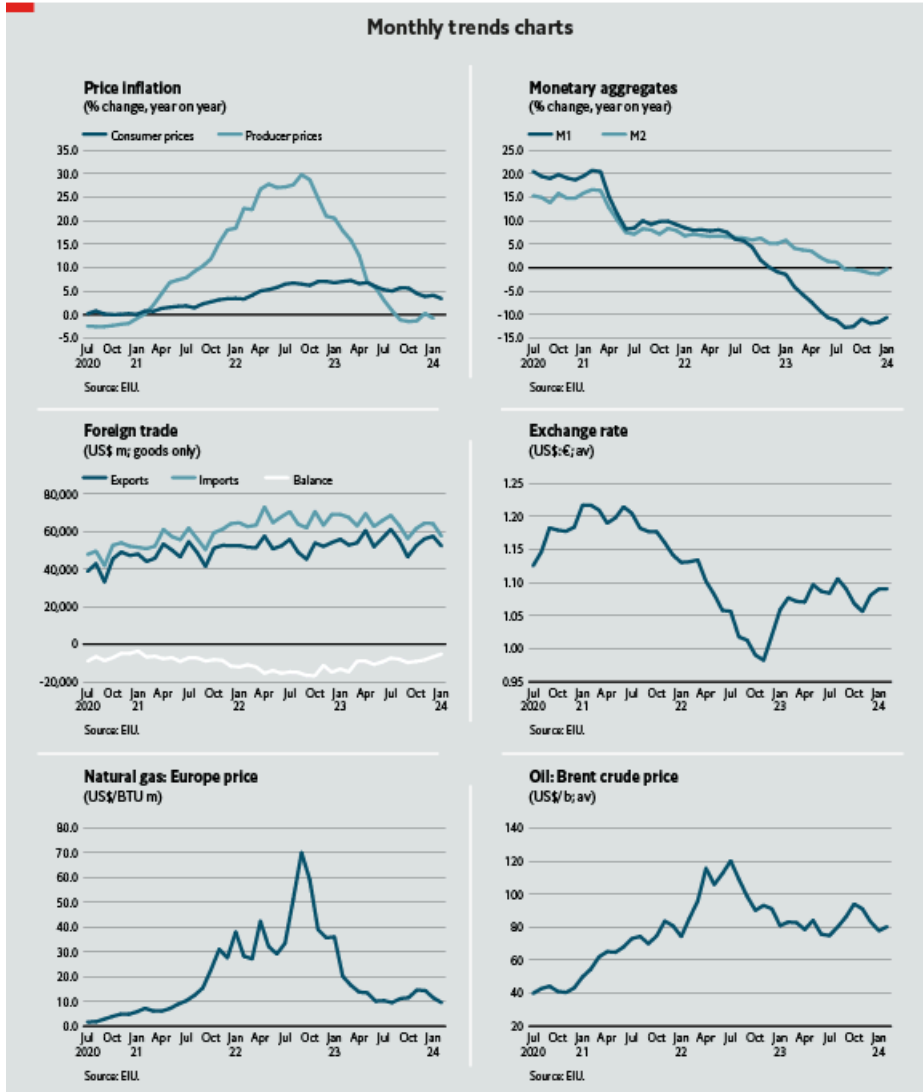 Monthly trends charts
Price inflation
(% change, year on year)
Consumer prices
Producer prices
35.0
30.0
25.0
20.0
15.0
10.0
5.0
0.0
-5.0
Jul Oct Jan Apr Jul Oct Jan Apr Jul Oct Jan Apr Jul Oct Jan
2020 21 22 23 24
Source: EIU.
Monetary aggregates
(% change, year on year)
M1
M2
25.0
20.0
15.0
10.0
5.0
0.0
-5.0
-10.0
-15.0
Jul Oct Jan Apr Jul Oct Jan Apr Jul Oct Jan Apr Jul Oct Jan
2020 21 22 23 24
Source: EIU.
Foreign trade
(US$ m; goods only)
Exports
Imports
Balance
80,000
60,000
40,000
20,000
0
-20,000
Jul Oct Jan Apr Jul Oct Jan Apr Jul Oct Jan Apr Jul Oct Jan
2020 21 22 23 24
Source: EIU.
Exchange rate
(US$:€; av)
1.25
1.20
1.15
1.10
1.05
1.00
0.95
Jul Oct Jan Apr Jul Oct Jan Apr Jul Oct Jan Apr Jul Oct Jan
2020 21 22 23 24
Source: EIU.
Natural gas: Europe price
(US$/BTU m)
80.0
70.0
60.0
50.0
40.0
30.0
20.0
10.0
0.0
Jul Oct Jan Apr Jul Oct Jan Apr Jul Oct Jan Apr Jul Oct Jan
2020 21 22 23 24
Source: EIU.
Oil: Brent crude price
(US$/b; av)
140
120
100
80
60
40
20
Jul Oct Jan Apr Jul Oct Jan Apr Jul Oct Jan Apr Jul Oct Jan
2020 21 22 23 24
Source: EIU.